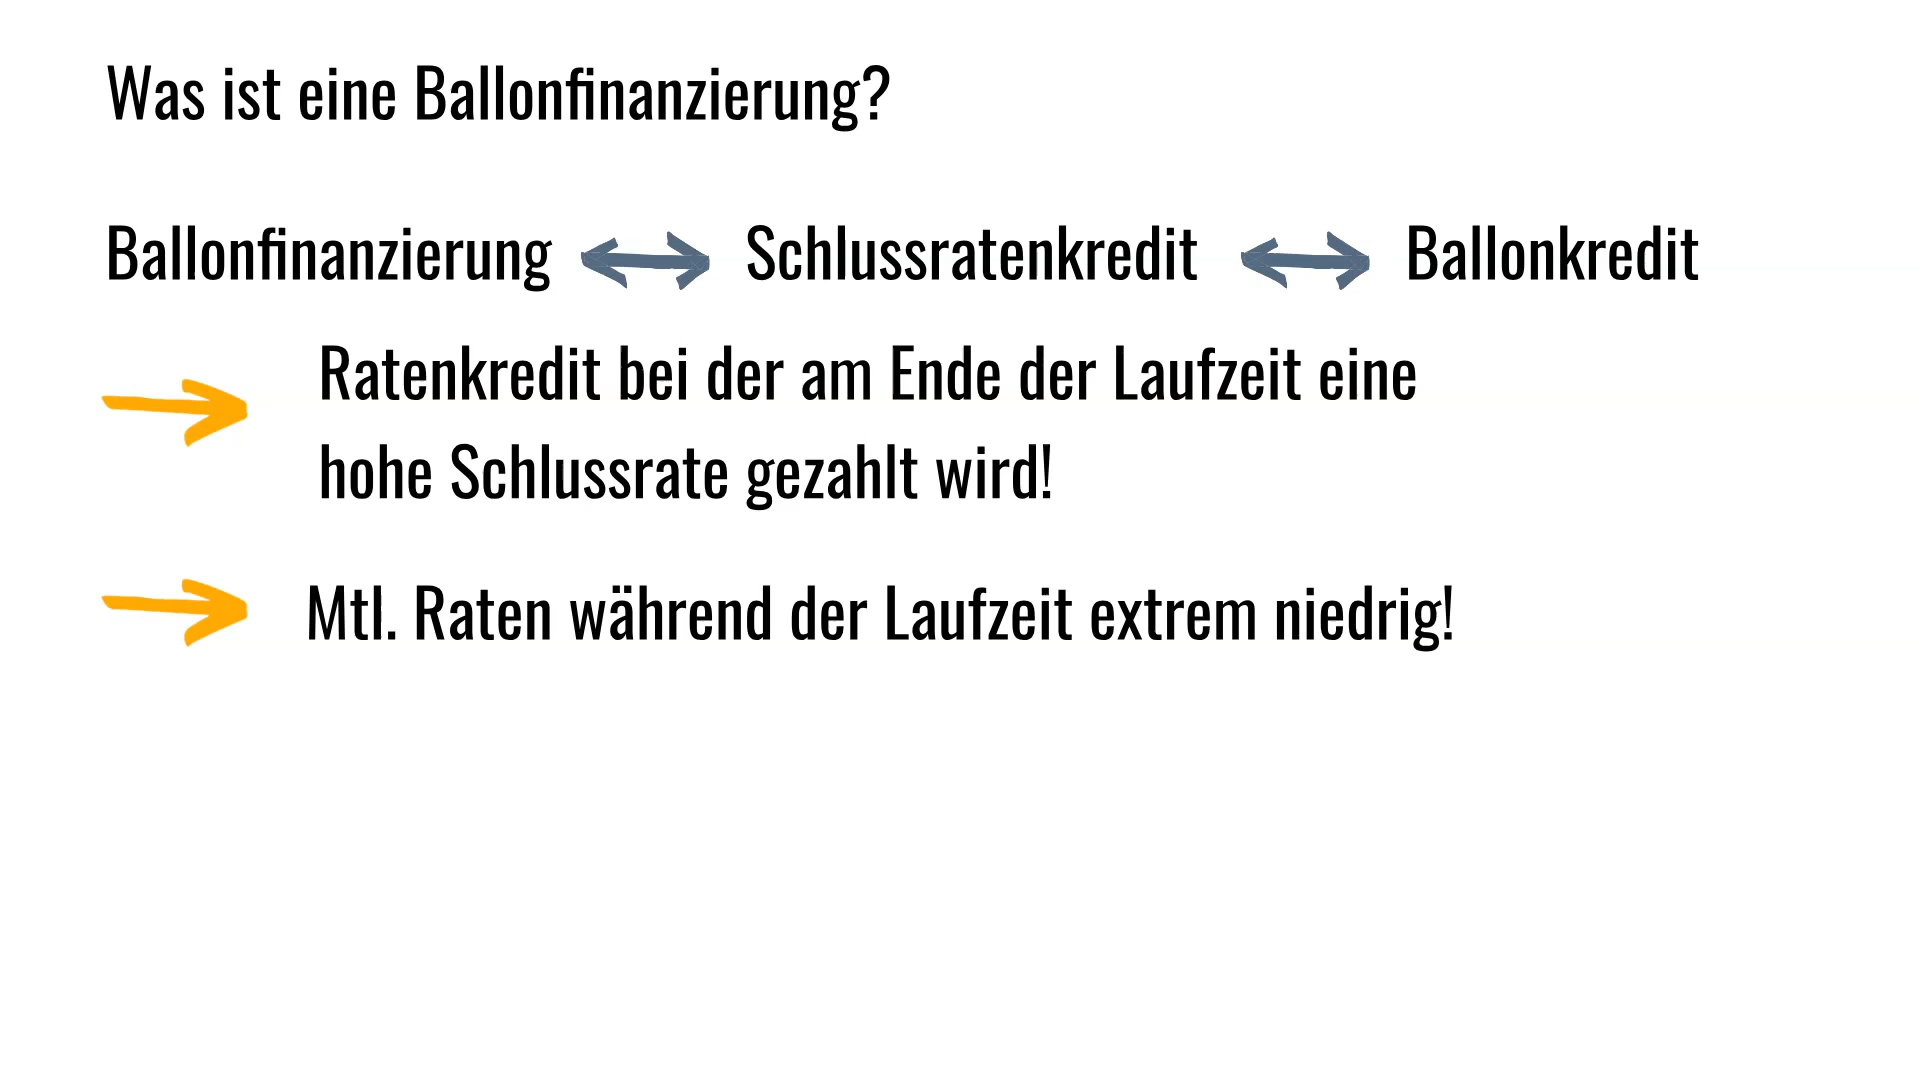 Was ist eine Ballonfinanzierung?
Ballonfinanzierung Schlussratenkredit Ballonkredit
Ratenkredit bei der am Ende der Laufzeit eine
hohe Schlussrate gezahlt wird!
Mtl. Raten während der Laufzeit extrem niedrig!